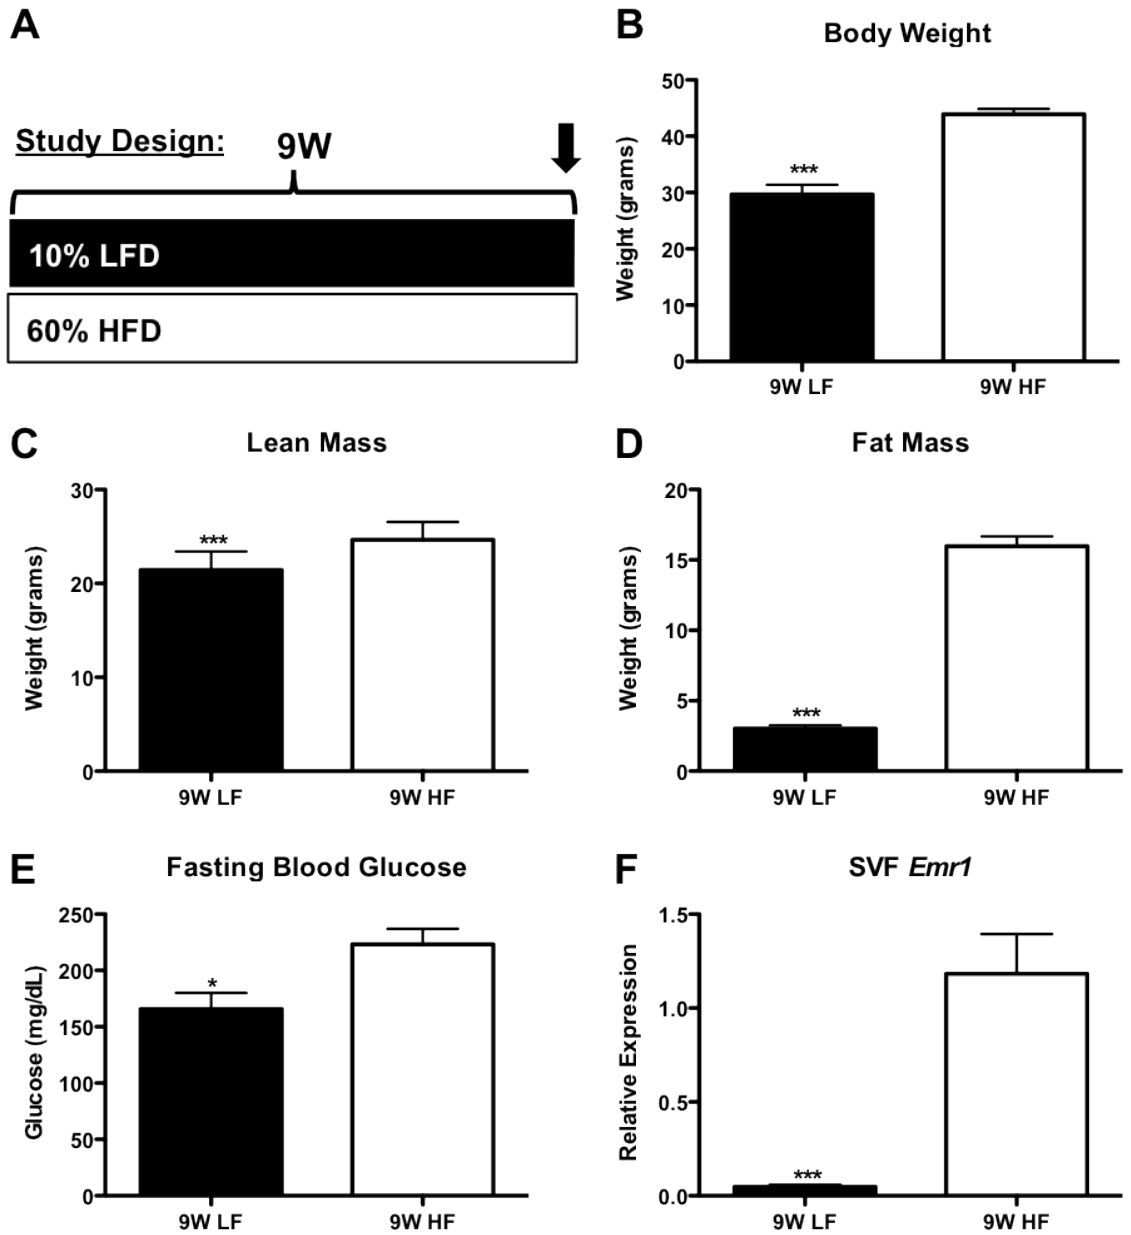 A
Study Design:
9W
10% LFD
60% HFD
B
Body Weight
Weight (grams)
50
40
30
20
10
0
***
9W LF
9W HF
C
Lean Mass
Weight (grams)
30
20
10
0
***
9W LF
9W HF
D
Fat Mass
Weight (grams)
20
15
10
5
0
***
9W LF
9W HF
E
Fasting Blood Glucose
Glucose (mg/dL)
250
200
150
100
50
0
*
9W LF
9W HF
F
SVF Emr1
Relative Expression
1.5
1.0
0.5
0.0
***
9W LF
9W HF